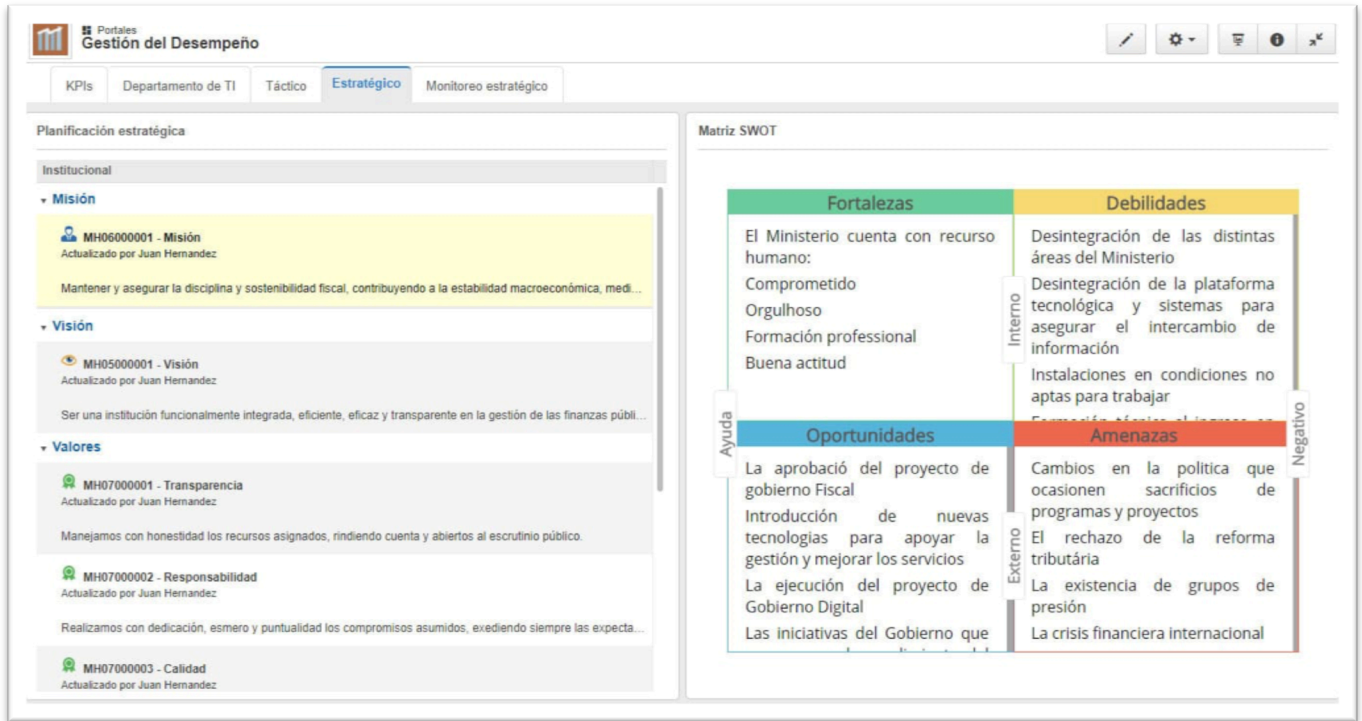 Portales
Gestión del Desempeño
KPIs
Departamento de TI
Táctico
Estratégico
Monitoreo estratégico
Planificación estratégica
Institucional
Misión
MH06000001 - Misión
Actualizado por Juan Hernandez
Mantener y asegurar la disciplina y sostenibilidad fiscal, contribuyendo a la estabilidad macroeconómica, medi...
Visión
MH05000001 - Visión
Actualizado por Juan Hernandez
Ser una institución funcionalmente integrada, eficiente, eficaz y transparente en la gestión de las finanzas públi...
Valores
MH07000001 - Transparencia
Actualizado por Juan Hernandez
Manejamos con honestidad los recursos asignados, rindiendo cuenta y abiertos al escrutinio público.
MH07000002 - Responsabilidad
Actualizado por Juan Hernandez
Realizamos con dedicación, esmero y puntualidad los compromisos asumidos, exediendo siempre las expecta...
MH07000003 - Calidad
Actualizado por Juan Hernandez
Matriz SWOT
Fortalezas
El Ministerio cuenta con recurso
humano:
Comprometido
Orgulhoso
Formación professional
Buena actitud
Debilidades
Desintegración de las distintas
áreas del Ministerio
Desintegración de la plataforma
tecnológica y sistemas para
asegurar el intercambio de
información
Instalaciones en condiciones no
aptas para trabajar
Interno
Ayuda
Negativo
Oportunidades
La aprobació del proyecto de
gobierno Fiscal
Introducción de nuevas
tecnologias para apoyar la
gestión y mejorar los servicios
La ejecución del proyecto de
Gobierno Digital
Las iniciativas del Gobierno que
Externo
Amenazas
Cambios en la politica que
ocasionen sacrificios de
programas y proyectos
El rechazo de la reforma
tributária
La existencia de grupos de
presión
La crisis financiera internacional